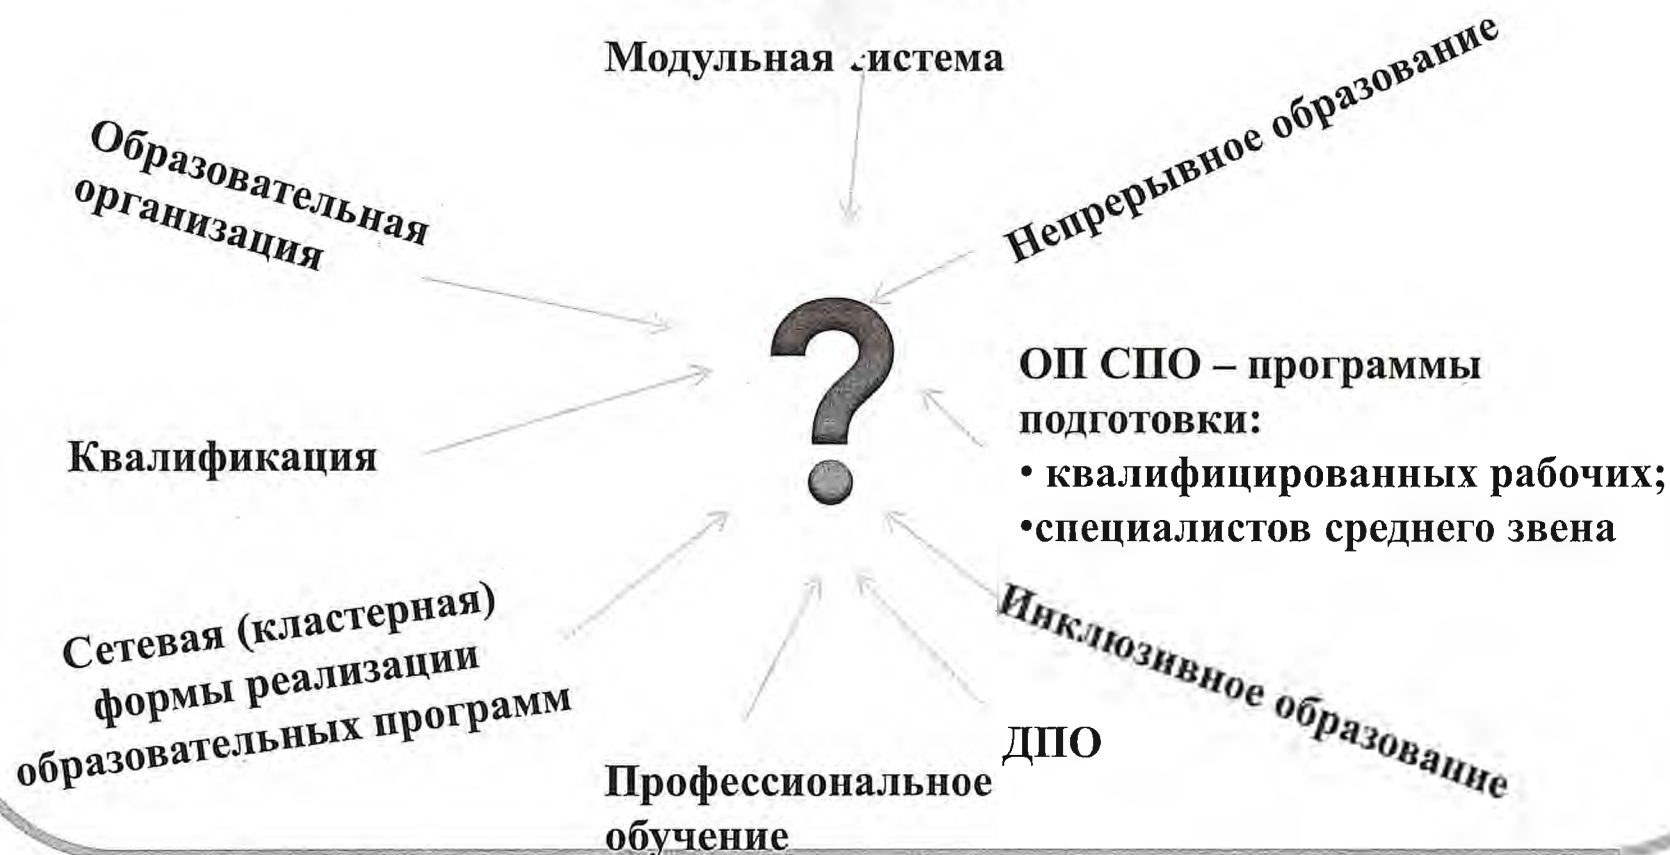 Модульная система
Образовательная
организация
Непрерывное образование
?
ОП СПО – программы
подготовки:
• квалифицированных рабочих;
•специалистов среднего звена
Квалификация
Сетевая (кластерная)
формы реализации
образовательных программ
Инклюзивное образование
ДПО
Профессиональное
обучение